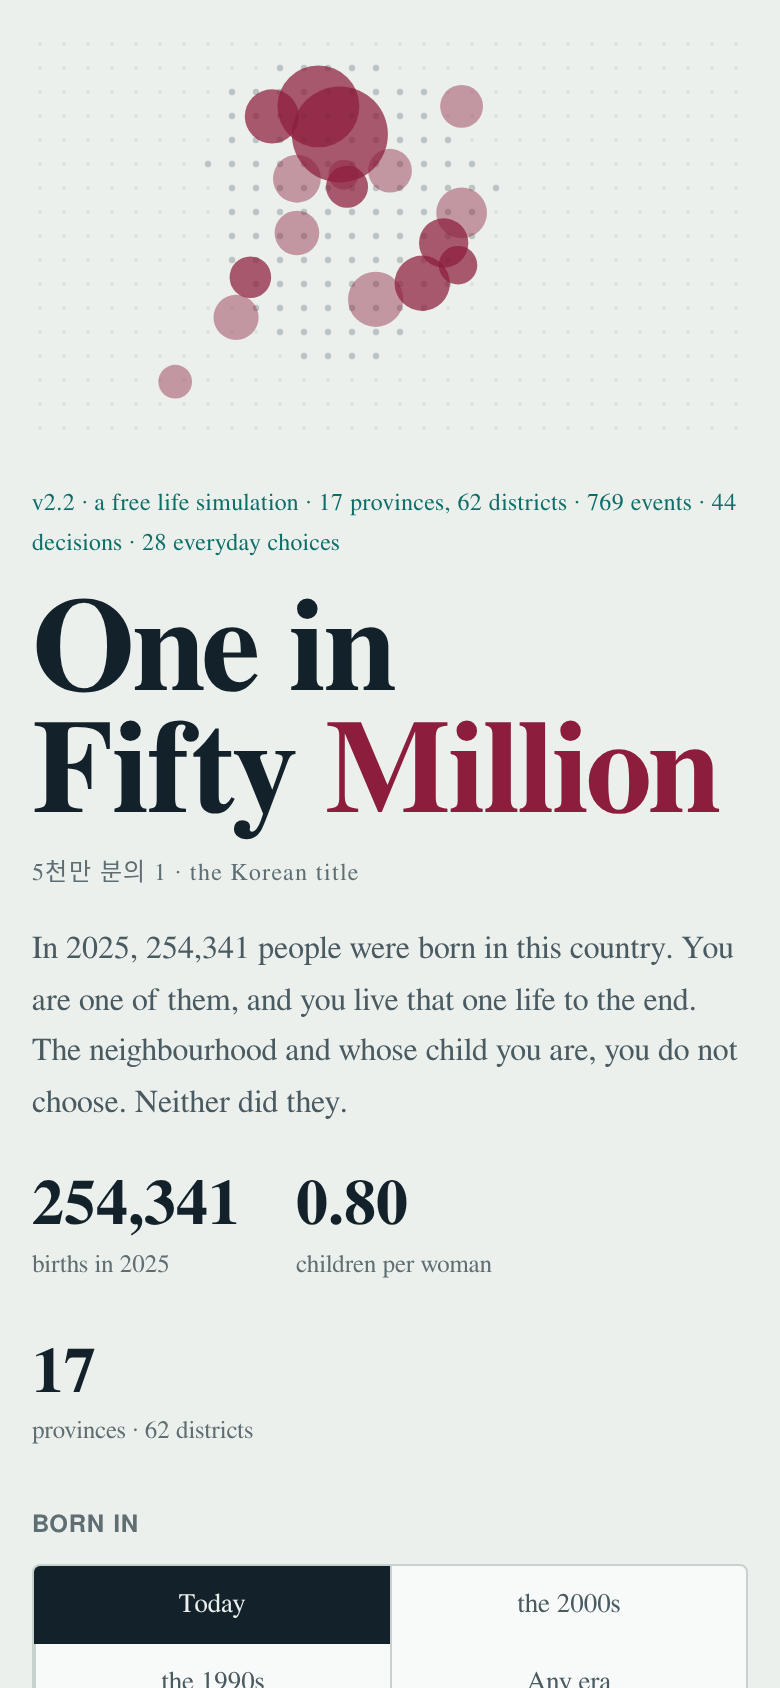 v2.2 · a free life simulation · 17 provinces, 62 districts · 769 events · 44
decisions · 28 everyday choices
One in
Fifty Million
5천만 분의 1 · the Korean title
In 2025, 254,341 people were born in this country. You
are one of them, and you live that one life to the end.
The neighbourhood and whose child you are, you do not
choose. Neither did they.
254,341 0.80
births in 2025 children per woman
17
provinces · 62 districts
BORN IN
Today the 2000s
the 1990s Any era